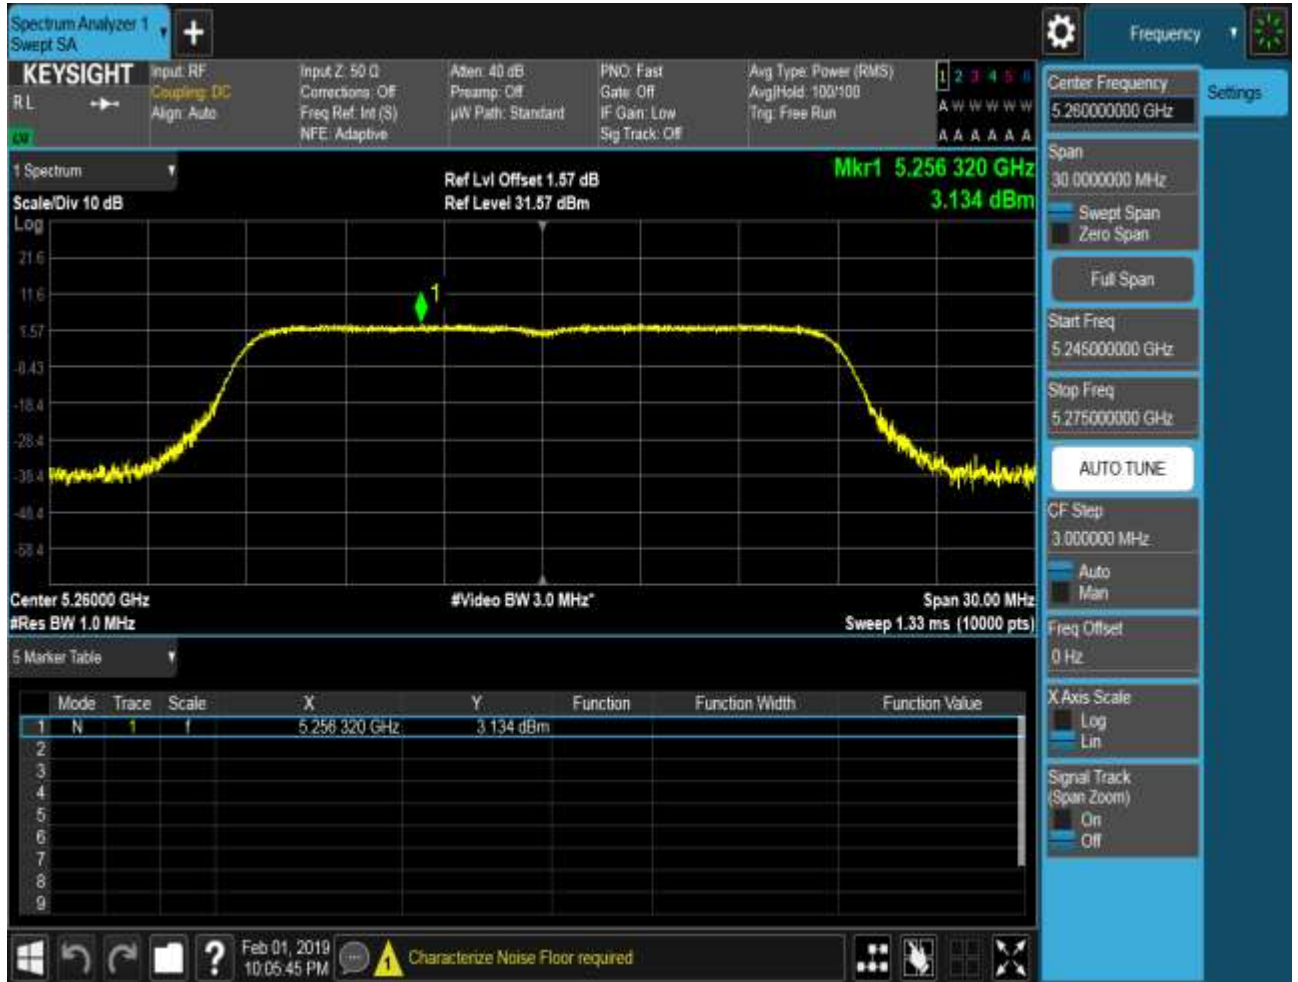 Spectrum Analyzer 1
Swept SA
+
Frequency
KEYSIGHT
RL
Input: RF
Coupling: DC
Align: Auto
Input Z: 50 Ω
Corrections: Off
Freq Ref: Int (S)
NFE: Adaptive
Atten: 40 dB
Preamp: Off
µW Path: Standard
PNO: Fast
Gate: Off
IF Gain: Low
Sig Track: Off
Avg Type: Power (RMS)
Avg|Hold: 100/100
Trig: Free Run
1 2 3 4 5 6
A W W W W W
A A A A A A
1 Spectrum
Scale/Div 10 dB
Ref Lvl Offset 1.57 dB
Ref Level 31.57 dBm
Mkr1 5.256 320 GHz
3.134 dBm
Log
21.6
11.6
1.57
-8.43
-18.4
-28.4
-38.4
-48.4
-58.4
1
Center 5.26000 GHz
#Video BW 3.0 MHz*
Span 30.00 MHz
#Res BW 1.0 MHz
Sweep 1.33 ms (10000 pts)
5 Marker Table
Mode Trace Scale X Y Function Function Width Function Value
1 N 1 f 5.256 320 GHz 3.134 dBm
2
3
4
5
6
7
8
9
Feb 01, 2019
10:05:45 PM
?
1
Characterize Noise Floor required
Center Frequency
5.260000000 GHz
Settings
Span
30.0000000 MHz
Swept Span
Zero Span
Full Span
Start Freq
5.245000000 GHz
Stop Freq
5.275000000 GHz
AUTO TUNE
CF Step
3.000000 MHz
Auto
Man
Freq Offset
0 Hz
X Axis Scale
Log
Lin
Signal Track
(Span Zoom)
On
Off